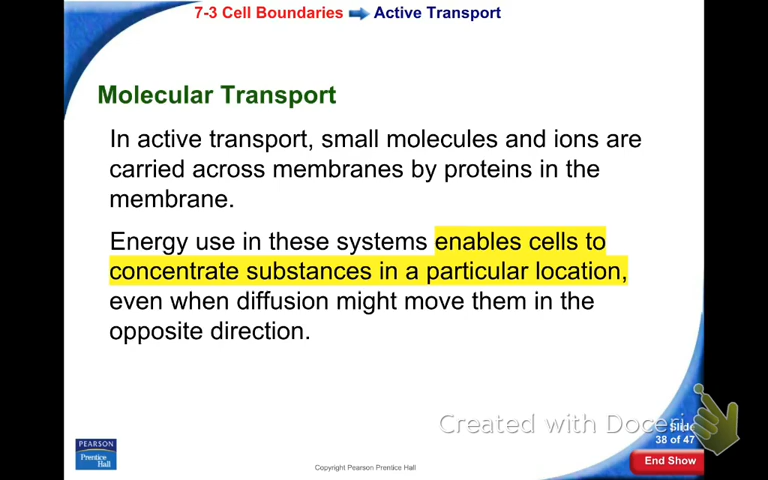 7-3 Cell Boundaries Active Transport
Molecular Transport
In active transport, small molecules and ions are
carried across membranes by proteins in the
membrane.
Energy use in these systems enables cells to
concentrate substances in a particular location,
even when diffusion might move them in the
opposite direction.
Created with Doceri
Slide
38 of 47
End Show
PEARSON
Prentice
Hall
Copyright Pearson Prentice Hall